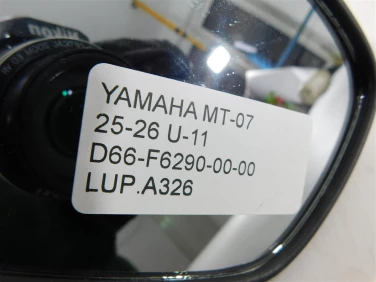 YAMAHA MT-07
25-26 U-11
D66-F6290-00-00
LUP.A326